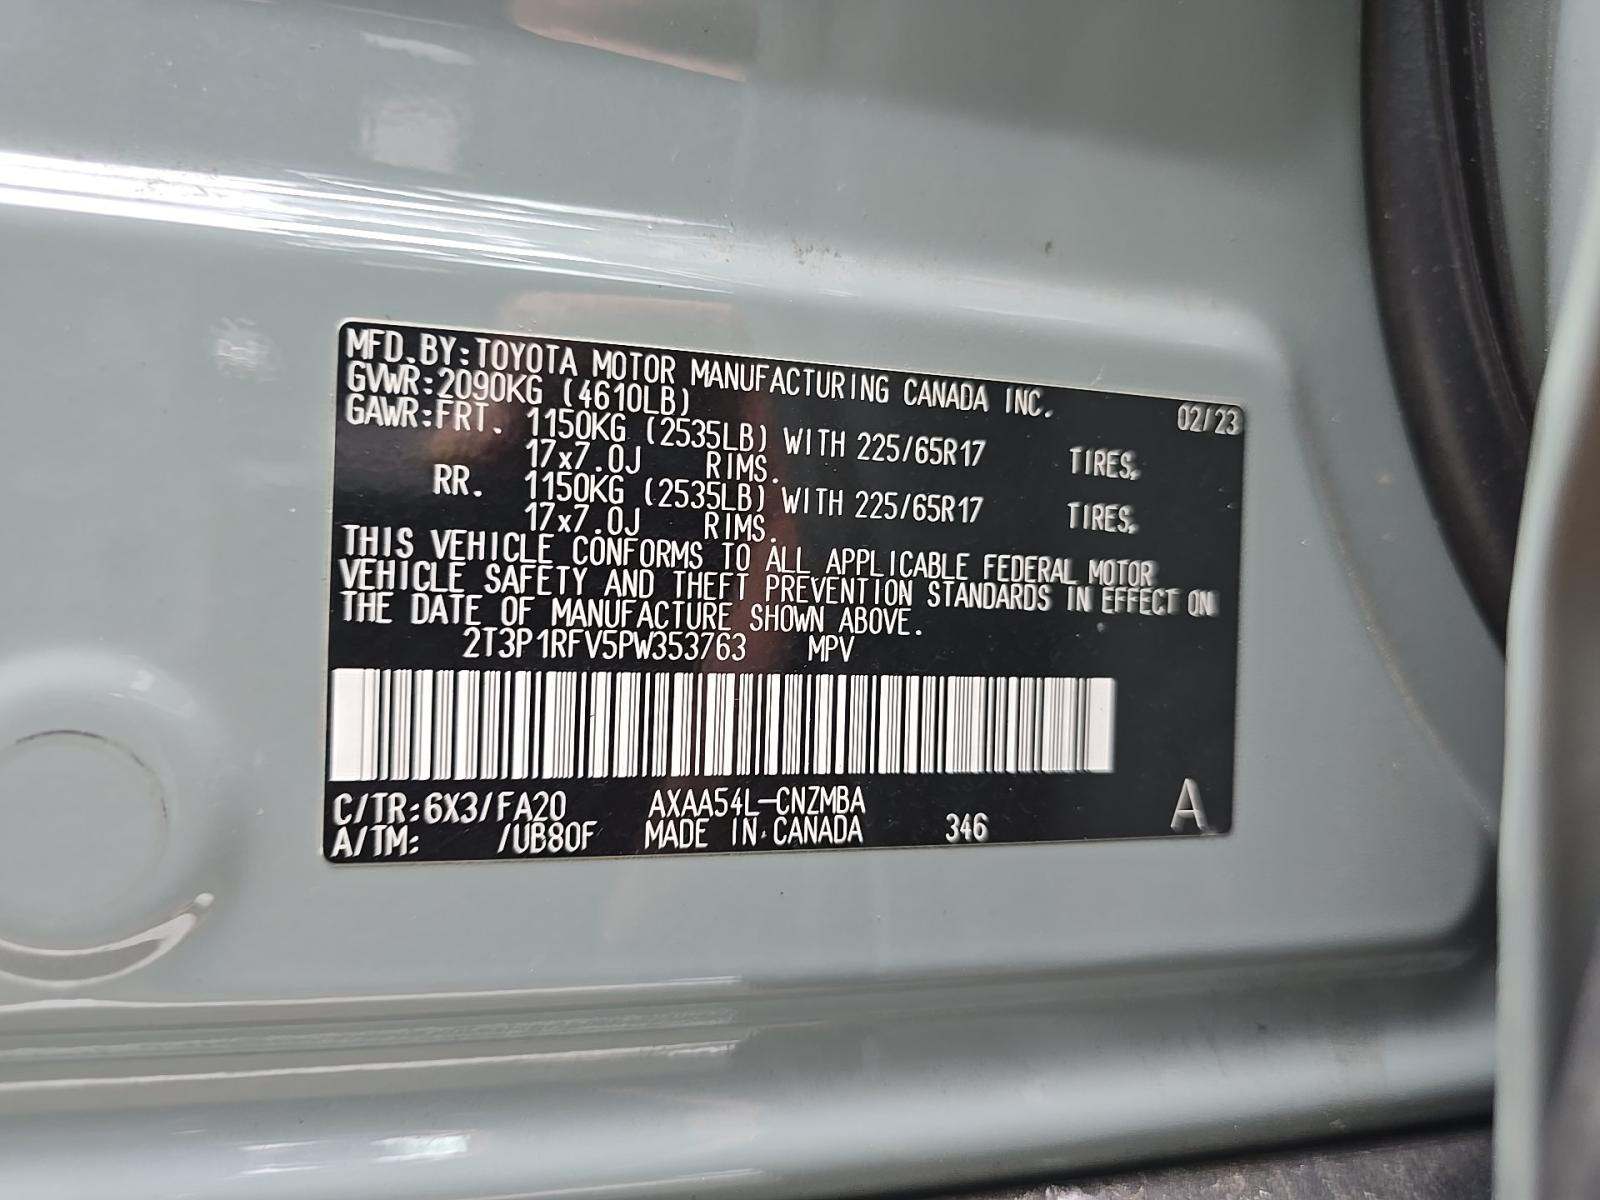 MFD.BY:TOYOTA MOTOR MANUFACTURING CANADA INC. 02/23
GVWR:2090KG (4610LB)
GAWR:FRT. 1150KG (2535LB) WITH 225/65R17 TIRES,
17x7.0J RIMS.
RR. 1150KG (2535LB) WITH 225/65R17 TIRES,
17x7.0J RIMS.
THIS VEHICLE CONFORMS TO ALL APPLICABLE FEDERAL MOTOR
VEHICLE SAFETY AND THEFT PREVENTION STANDARDS IN EFFECT ON
THE DATE OF MANUFACTURE SHOWN ABOVE.
2T3P1RFV5PW353763 MPV
C/TR:6X3/FA20 AXAA54L-CNZMBA A
A/TM: /UB80F MADE IN CANADA 346